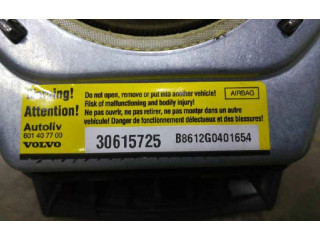 Warning!
Do not open, remove or put into another vehicle!
AIRBAG
Risk of malfunctioning and bodily injury!
Attention!
Ne pas ouvrir, ne pas retirer, ne pas monter dans un autre
véhicule! Danger de fonctionnement défectueux et des blessures!
Autoliv
601 40 77 00
VOLVO
30615725
B8612G0401654